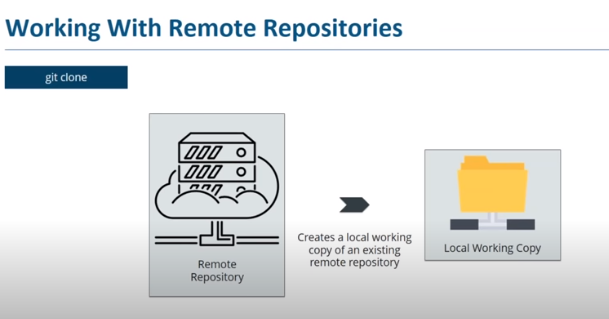 Working With Remote Repositories
git clone
Remote
Repository
Creates a local working
copy of an existing
remote repository
Local Working Copy